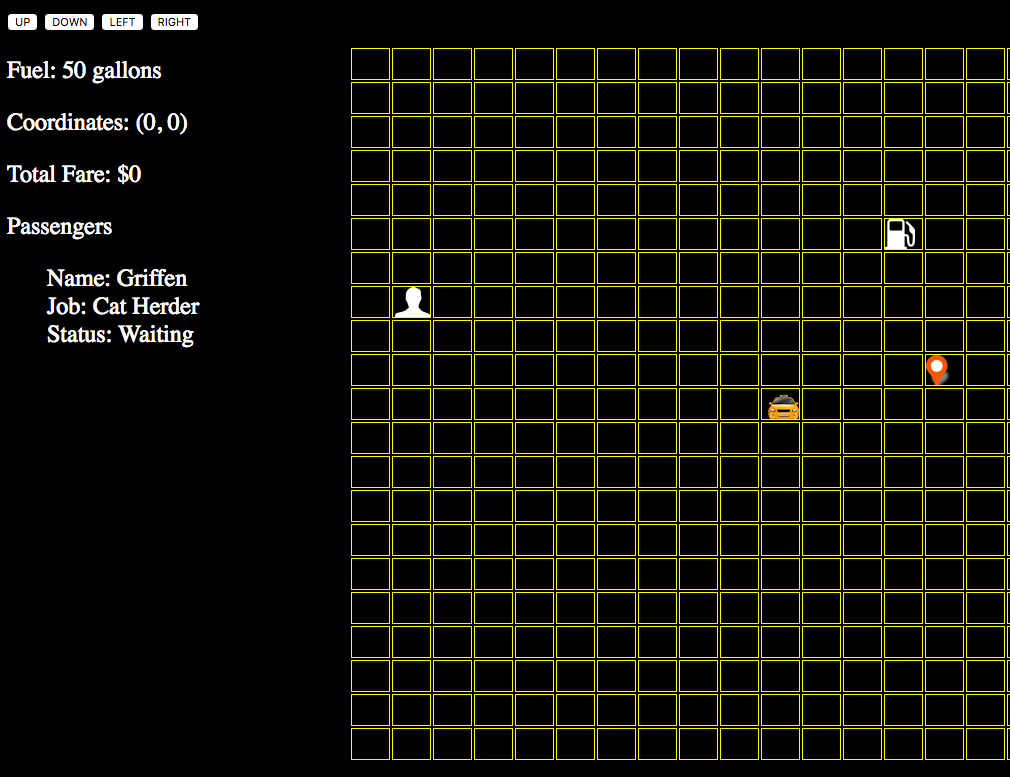 UP DOWN LEFT RIGHT
Fuel: 50 gallons
Coordinates: (0, 0)
Total Fare: $0
Passengers
Name: Griffen
Job: Cat Herder
Status: Waiting